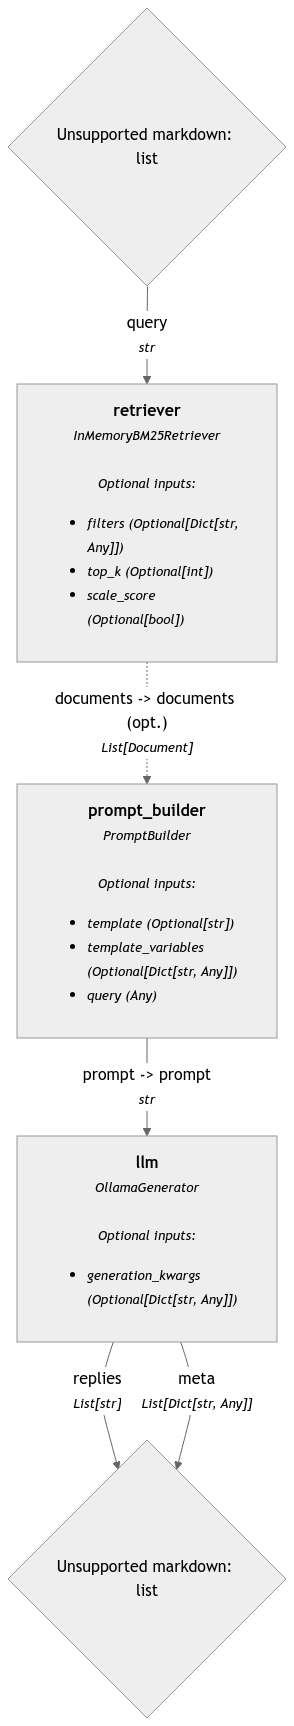 Unsupported markdown:
list
query
str
retriever
InMemoryBM25Retriever
Optional inputs:
• filters (Optional[Dict[str,
Any]])
• top_k (Optional[int])
• scale_score
(Optional[bool])
documents -> documents
(opt.)
List[Document]
prompt_builder
PromptBuilder
Optional inputs:
• template (Optional[str])
• template_variables
(Optional[Dict[str, Any]])
• query (Any)
prompt -> prompt
str
llm
OllamaGenerator
Optional inputs:
• generation_kwargs
(Optional[Dict[str, Any]])
replies
List[str]
meta
List[Dict[str, Any]]
Unsupported markdown:
list